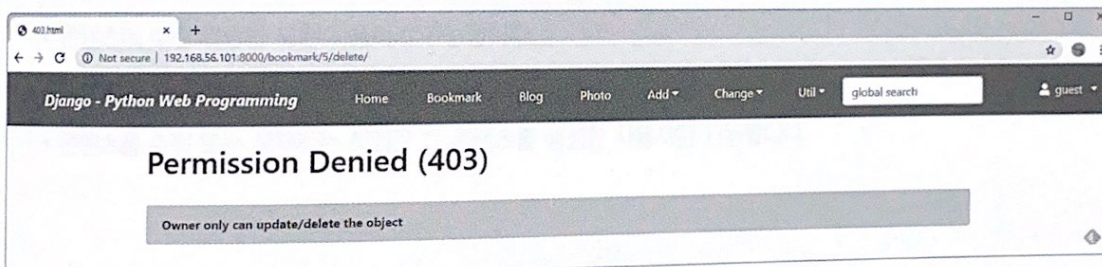 403.html
Not secure | 192.168.56.101:8000/bookmark/5/delete/
Django - Python Web Programming Home Bookmark Blog Photo Add Change Util global search guest
Permission Denied (403)
Owner only can update/delete the object